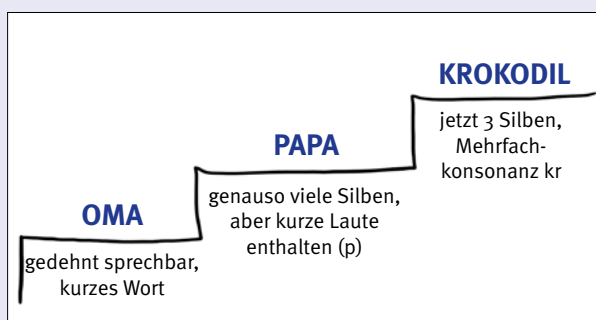 KROKODIL
jetzt 3 Silben,
Mehrfach-
konsonanz kr
PAPA
genauso viele Silben,
aber kurze Laute
enthalten (p)
OMA
gedehnt sprechbar,
kurzes Wort